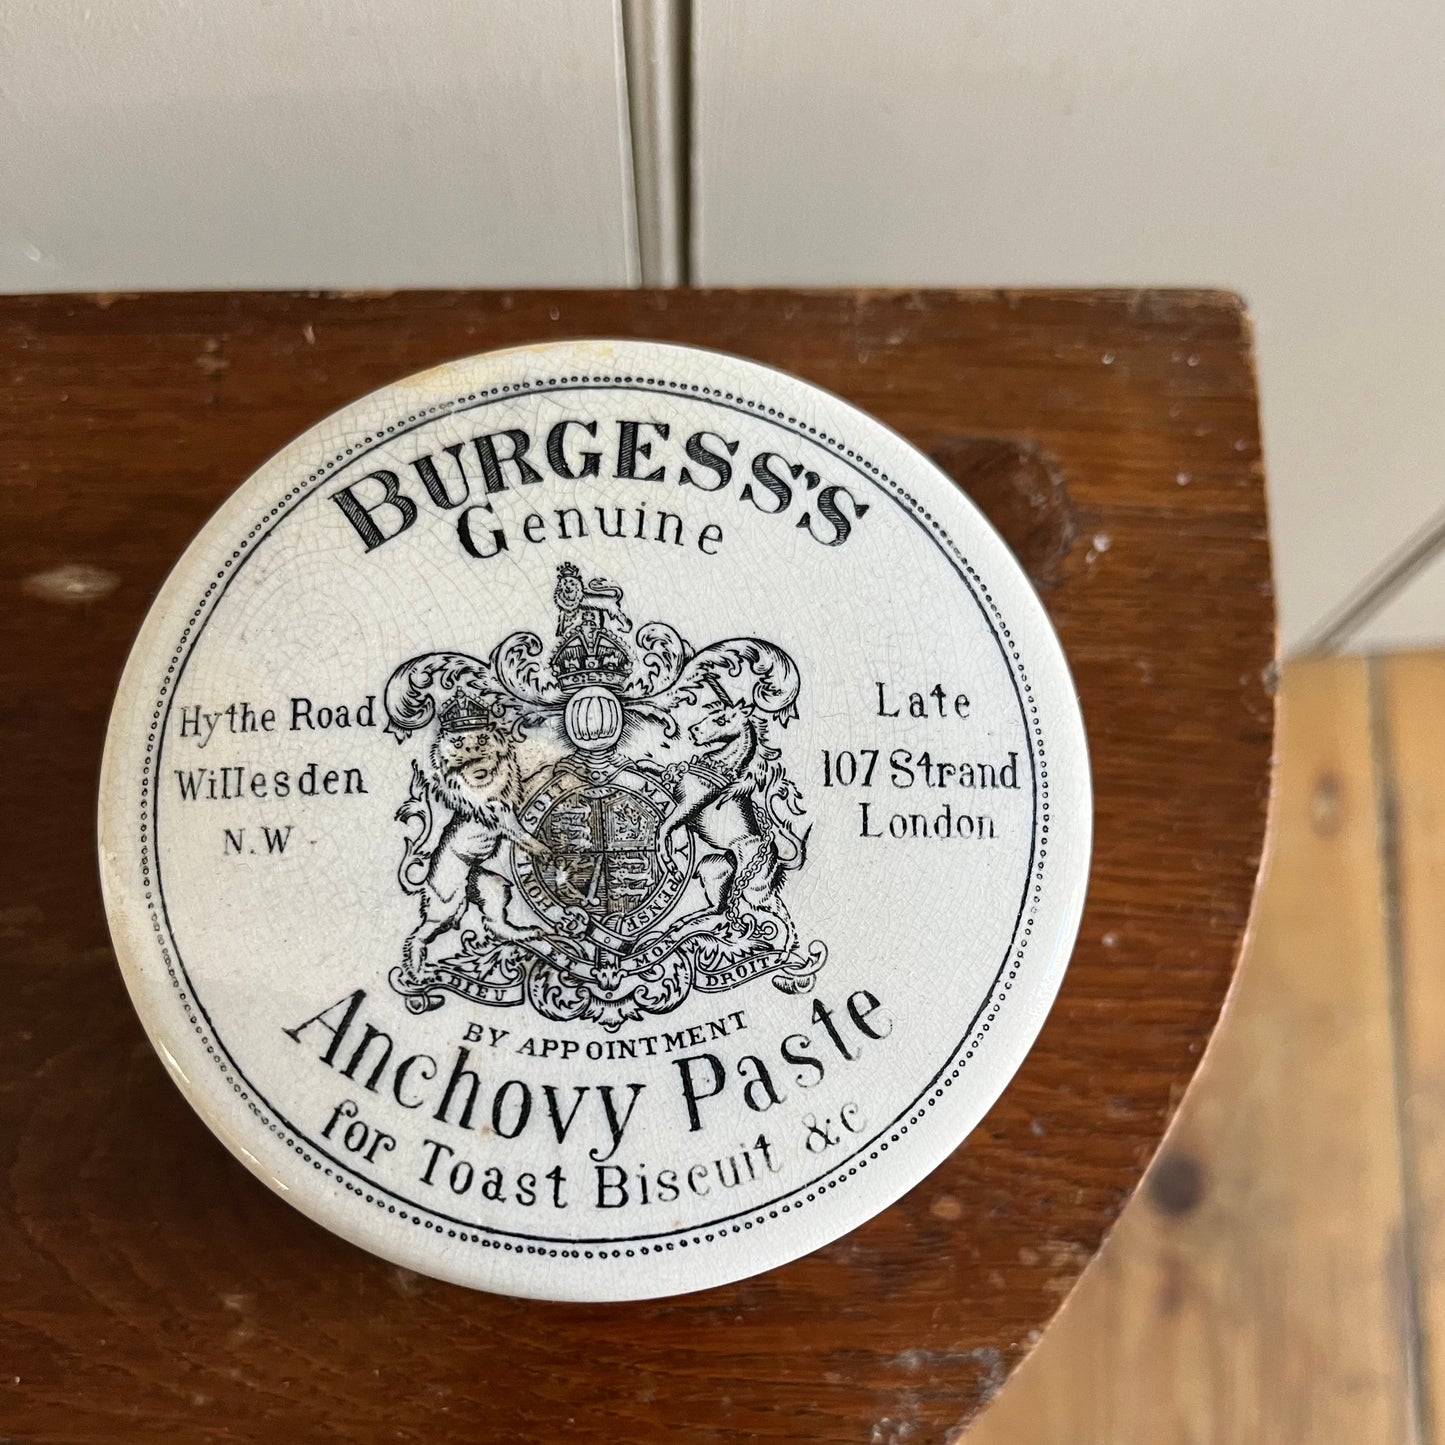 BURGESS'S
Genuine
Hythe Road
Willesden
N.W
Late
107 Strand
London
HONI SOIT MAL Y PENSE
DIEU MON DROIT
BY APPOINTMENT
Anchovy Paste
for Toast Biscuit &c